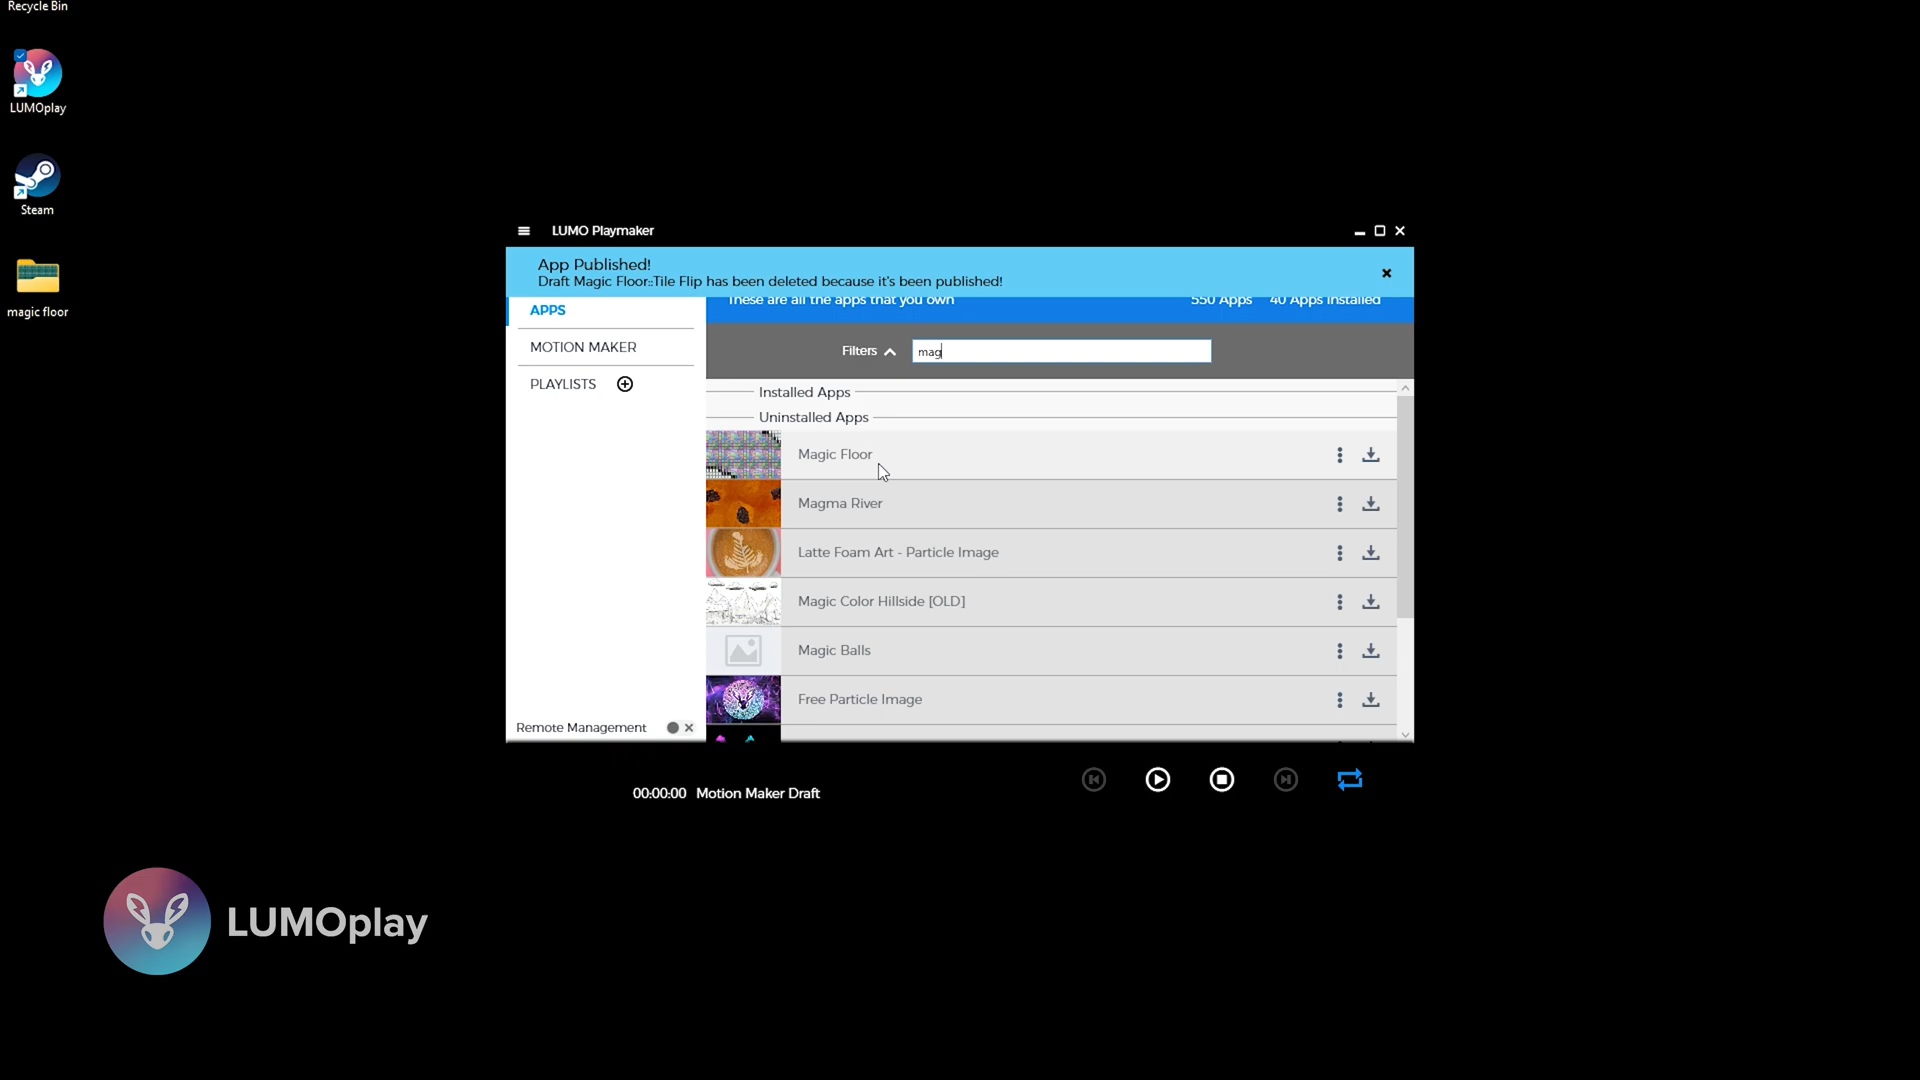 Recycle Bin
LUMOplay
Steam
magic floor
LUMO Playmaker
App Published!
Draft Magic Floor::Tile Flip has been deleted because it's been published!
APPS
These are all the apps that you own
550 Apps
40 Apps Installed
MOTION MAKER
Filters
mag
PLAYLISTS
Installed Apps
Uninstalled Apps
Magic Floor
Magma River
Latte Foam Art - Particle Image
Magic Color Hillside [OLD]
Magic Balls
Free Particle Image
Remote Management
00:00:00 Motion Maker Draft
LUMOplay